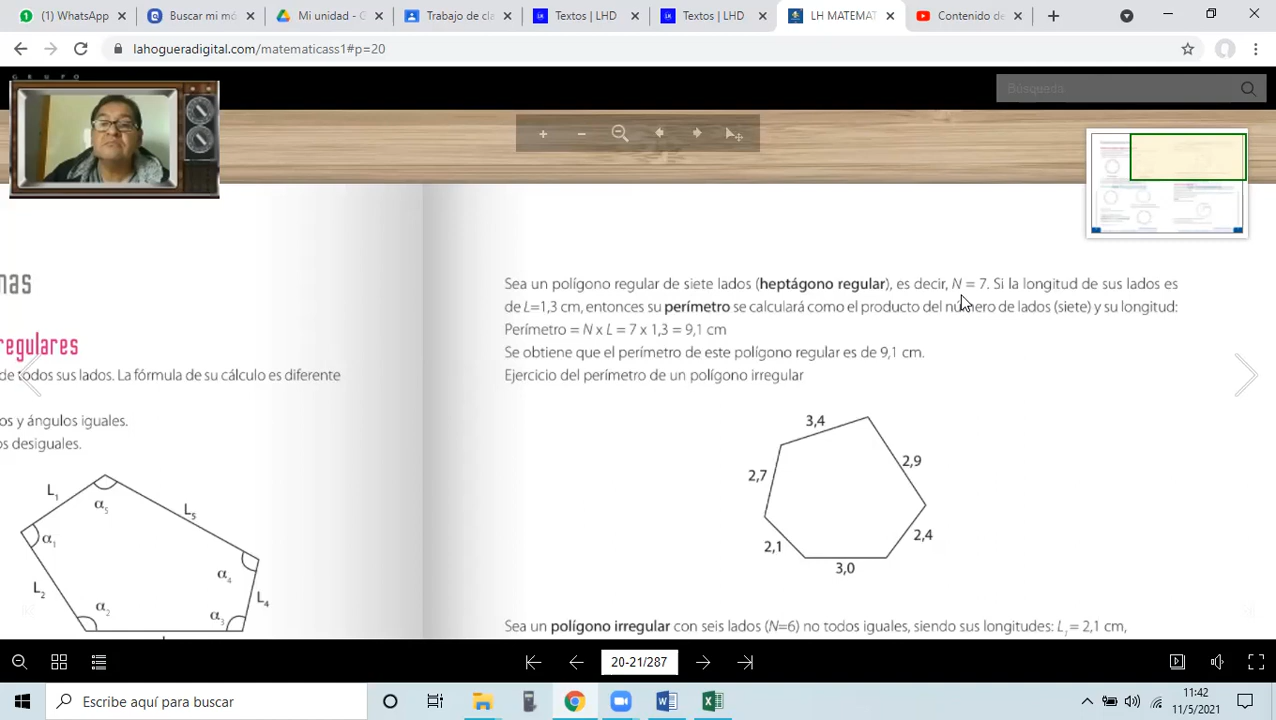 (1) WhatsApp
Buscar mi mó
Mi unidad - G
Trabajo de cla
Textos | LHD
Textos | LHD
LH MATEMAT
Contenido de
lahogueradigital.com/matematicass1#p=20
G R U P O
Búsqueda
nas
regulares
de todos sus lados. La fórmula de su cálculo es diferente
os y ángulos iguales.
os desiguales.
L1
α5
L5
α1
L2
α4
α2
α3
L4
Sea un polígono regular de siete lados (heptágono regular), es decir, N = 7. Si la longitud de sus lados es
de L=1,3 cm, entonces su perímetro se calculará como el producto del número de lados (siete) y su longitud:
Perímetro = N x L = 7 x 1,3 = 9,1 cm
Se obtiene que el perímetro de este polígono regular es de 9,1 cm.
Ejercicio del perímetro de un polígono irregular
3,4
2,9
2,7
2,4
2,1
3,0
Sea un polígono irregular con seis lados (N=6) no todos iguales, siendo sus longitudes: L1 = 2,1 cm,
20-21/287
Escribe aquí para buscar
11:42
11/5/2021